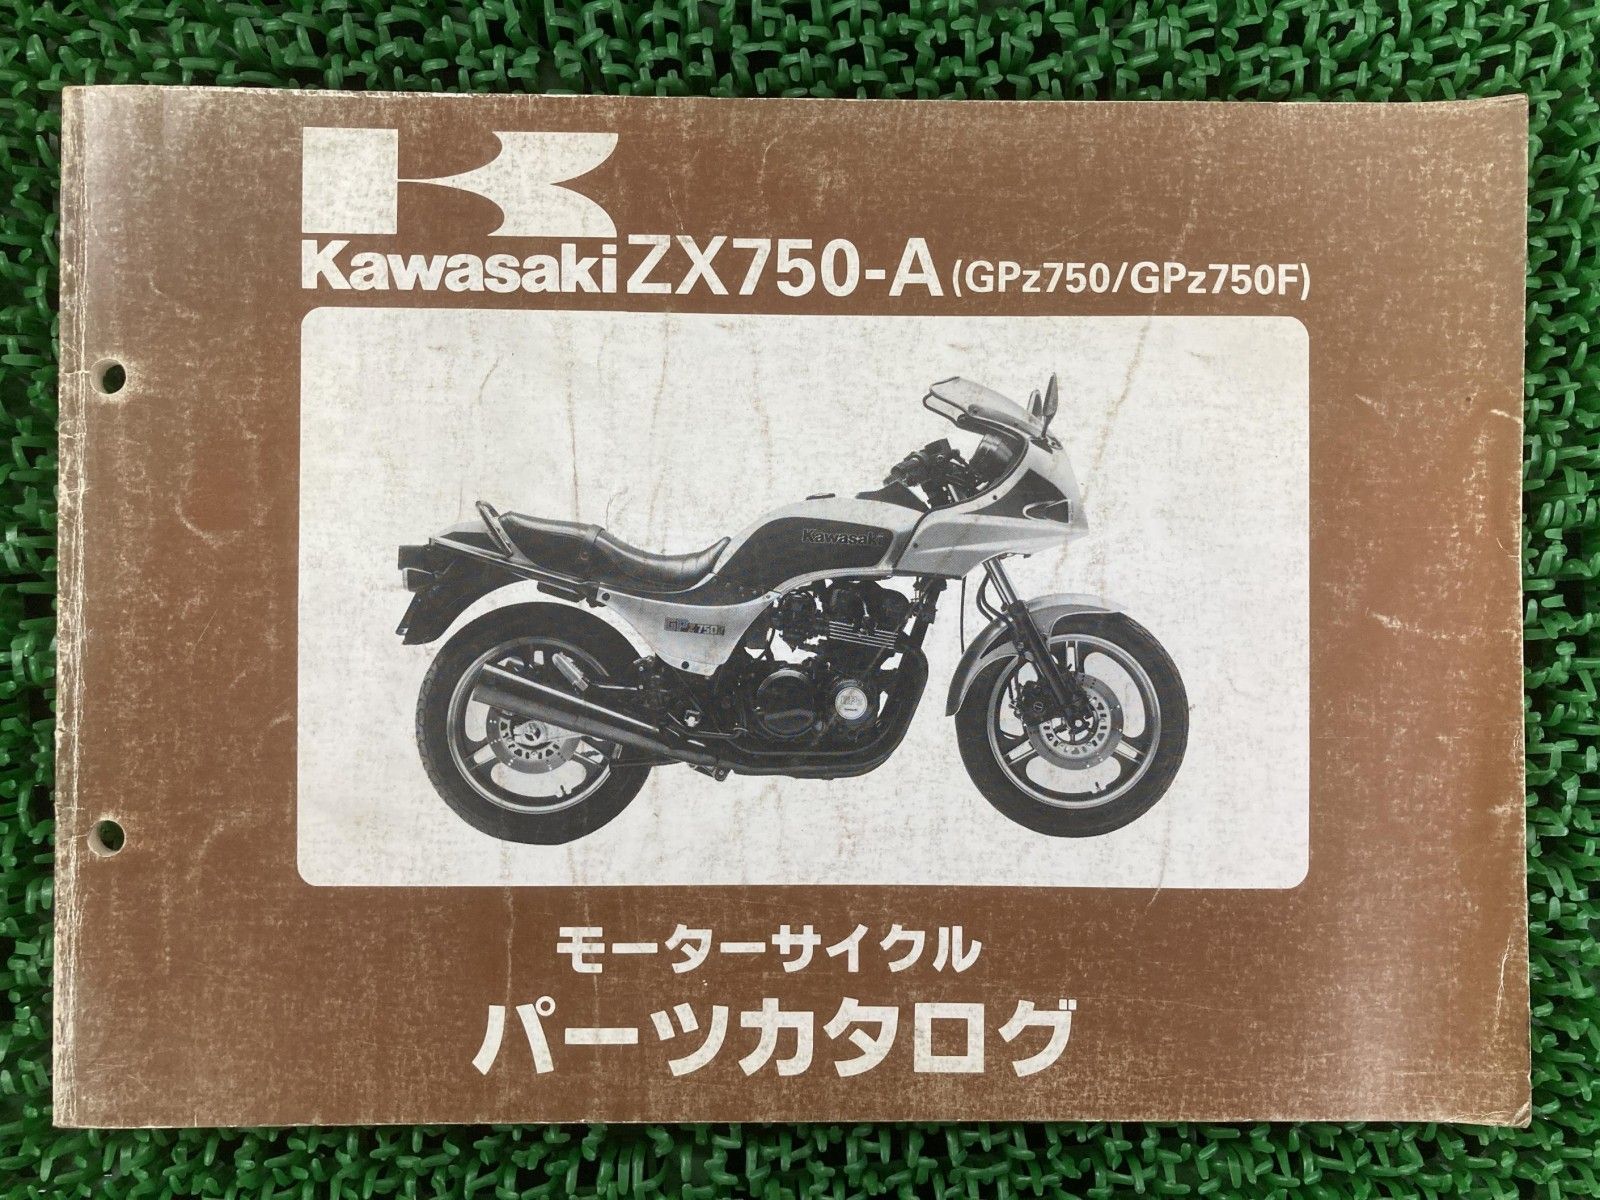 Kawasaki ZX750-A (GPz750/GPz750F)
Kawasaki
GPz750
モーターサイクル
パーツカタログ